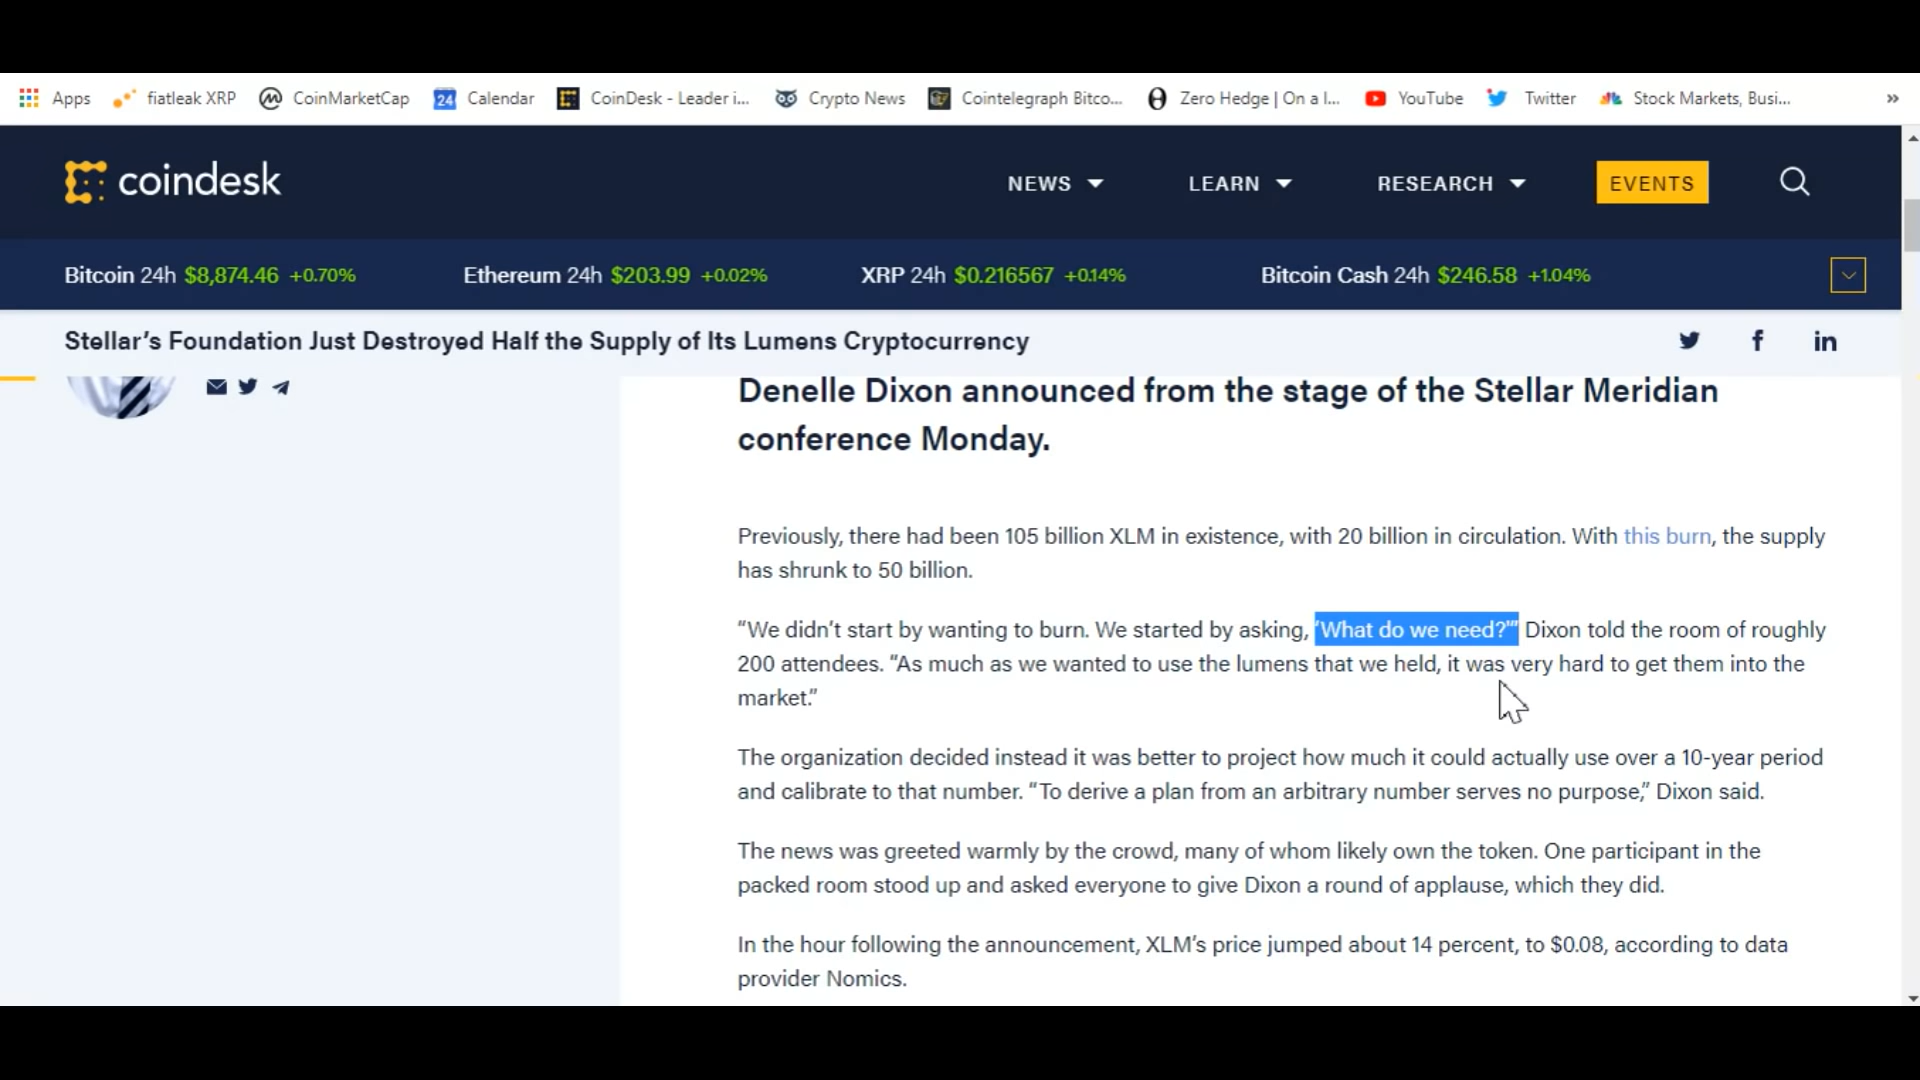 Apps fiatleak XRP CoinMarketCap 24 Calendar CoinDesk - Leader i... Crypto News Cointelegraph Bitco... Zero Hedge | On a l... YouTube Twitter Stock Markets, Busi... »
coindesk NEWS LEARN RESEARCH EVENTS
Bitcoin 24h $8,874.46 +0.70% Ethereum 24h $203.99 +0.02% XRP 24h $0.216567 +0.14% Bitcoin Cash 24h $246.58 +1.04%
Stellar’s Foundation Just Destroyed Half the Supply of Its Lumens Cryptocurrency f in
Denelle Dixon announced from the stage of the Stellar Meridian
conference Monday.
Previously, there had been 105 billion XLM in existence, with 20 billion in circulation. With this burn, the supply
has shrunk to 50 billion.
“We didn’t start by wanting to burn. We started by asking, ‘What do we need?’” Dixon told the room of roughly
200 attendees. “As much as we wanted to use the lumens that we held, it was very hard to get them into the
market.”
The organization decided instead it was better to project how much it could actually use over a 10-year period
and calibrate to that number. “To derive a plan from an arbitrary number serves no purpose,” Dixon said.
The news was greeted warmly by the crowd, many of whom likely own the token. One participant in the
packed room stood up and asked everyone to give Dixon a round of applause, which they did.
In the hour following the announcement, XLM’s price jumped about 14 percent, to $0.08, according to data
provider Nomics.